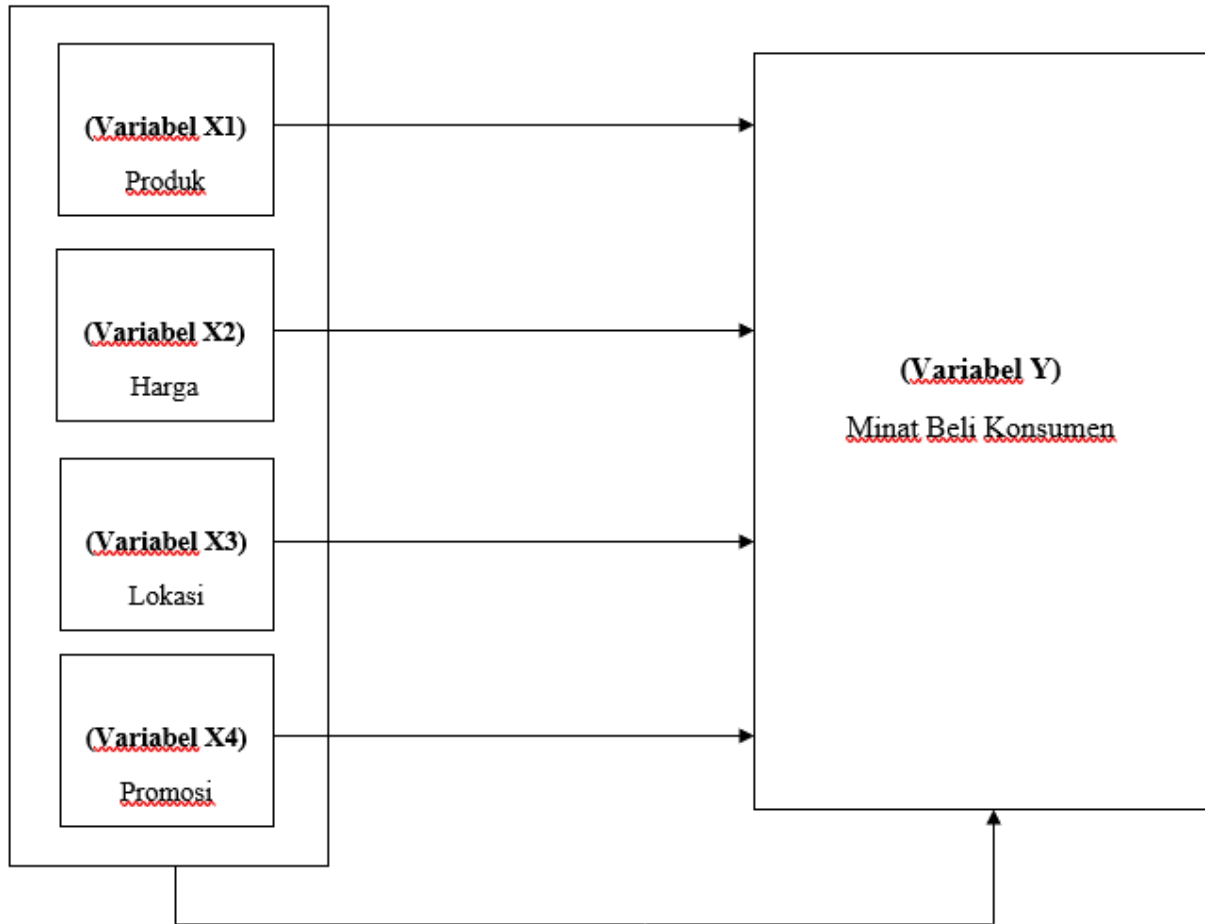 (Variabel X1)
Produk
(Variabel X2)
Harga
(Variabel X3)
Lokasi
(Variabel X4)
Promosi
(Variabel Y)
Minat Beli Konsumen